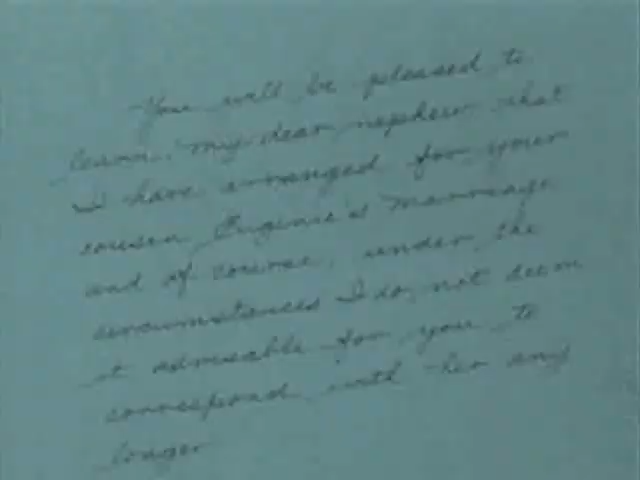 You will be pleased to
learn, my dear nephew that
I have arranged for your
cousin Eugenie's marriage
and of course, under the
circumstances I do not deem
it advisable for you to
correspond with her any
longer